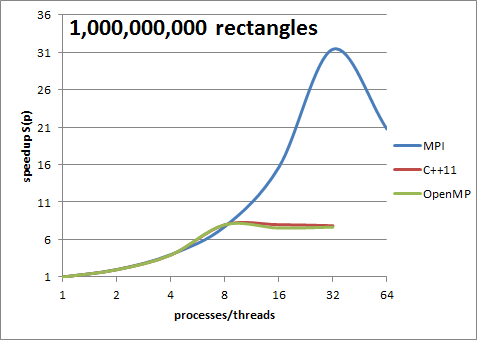 1,000,000,000 rectangles
36
31
26
21
16
11
6
1
speedup S(p)
1 2 4 8 16 32 64
processes/threads
MPI
C++11
OpenMP